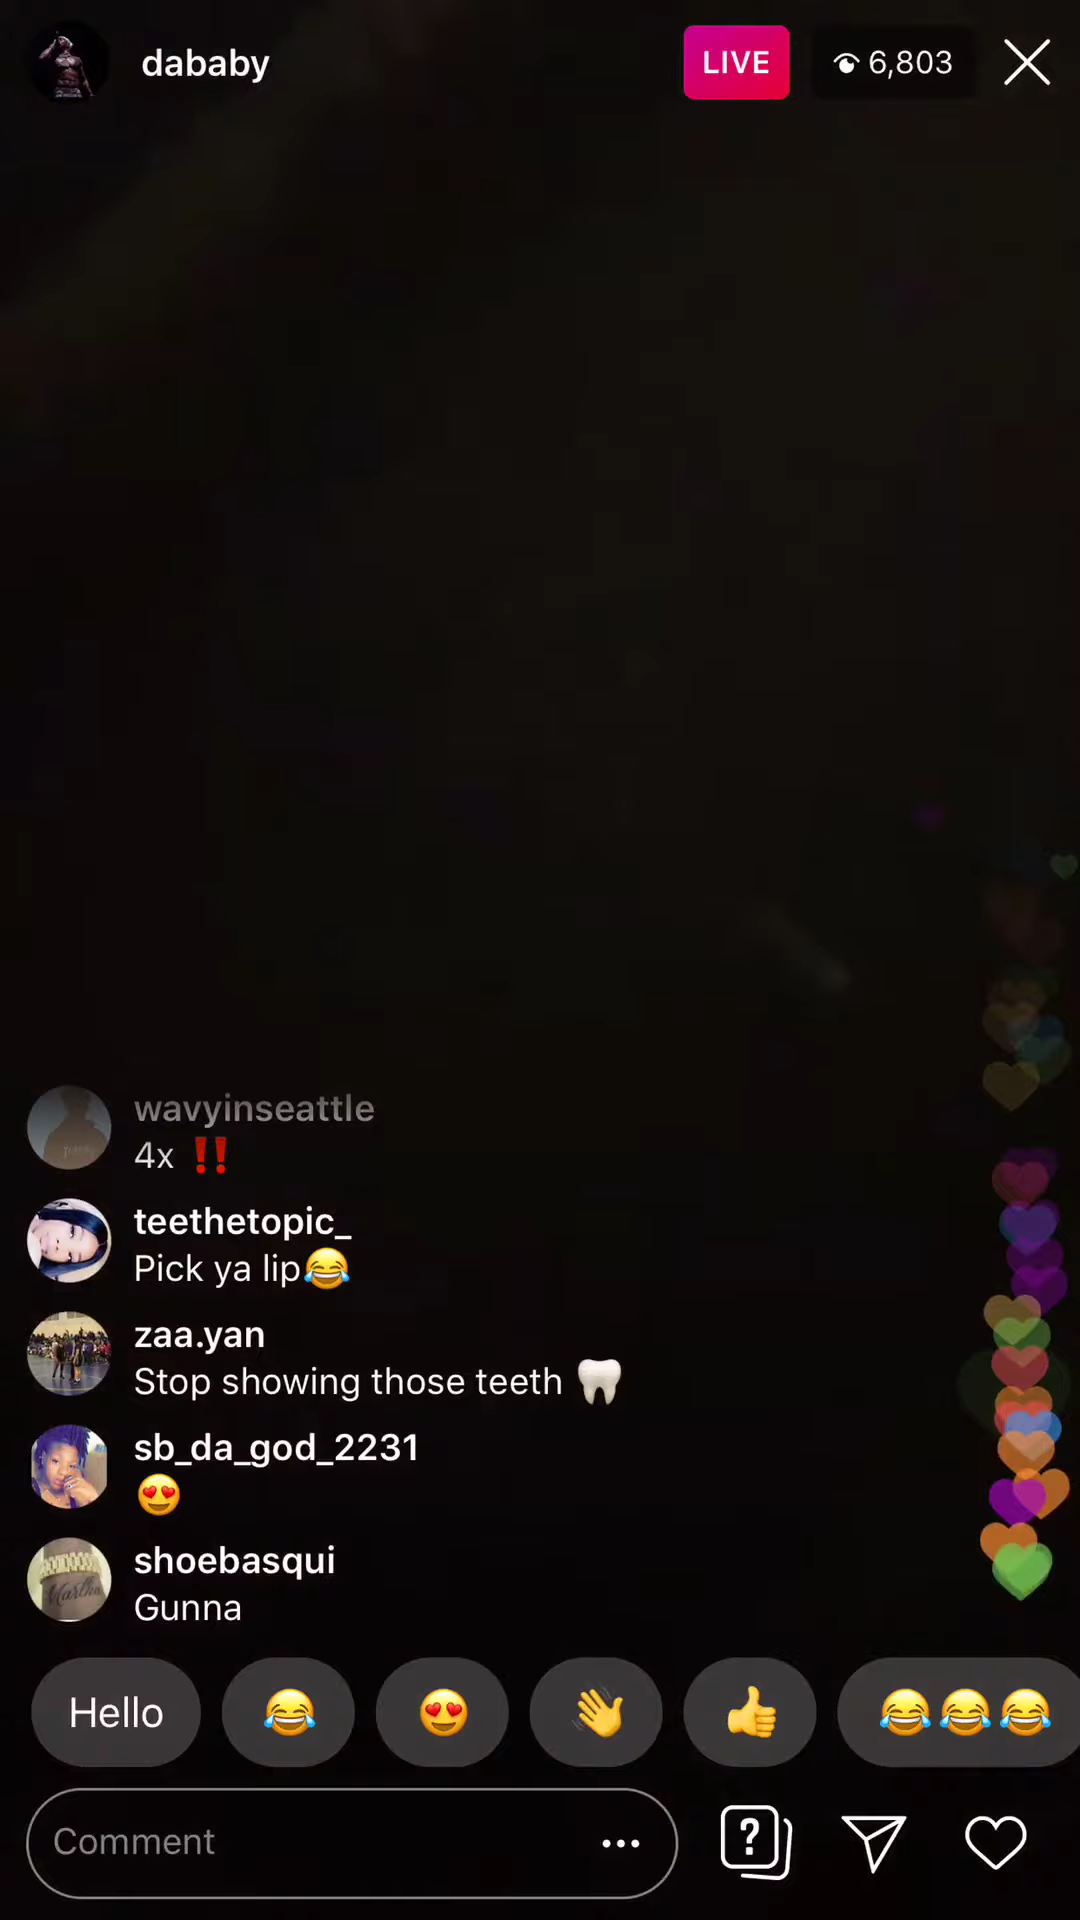 dababy
LIVE
6,803
wavyinseattle
4x ‼️
teethetopic_
Pick ya lip😂
zaa.yan
Stop showing those teeth 🦷
sb_da_god_2231
😍
shoebasqui
Gunna
Hello 😂 😍 👋 👍 😂😂😂
Comment